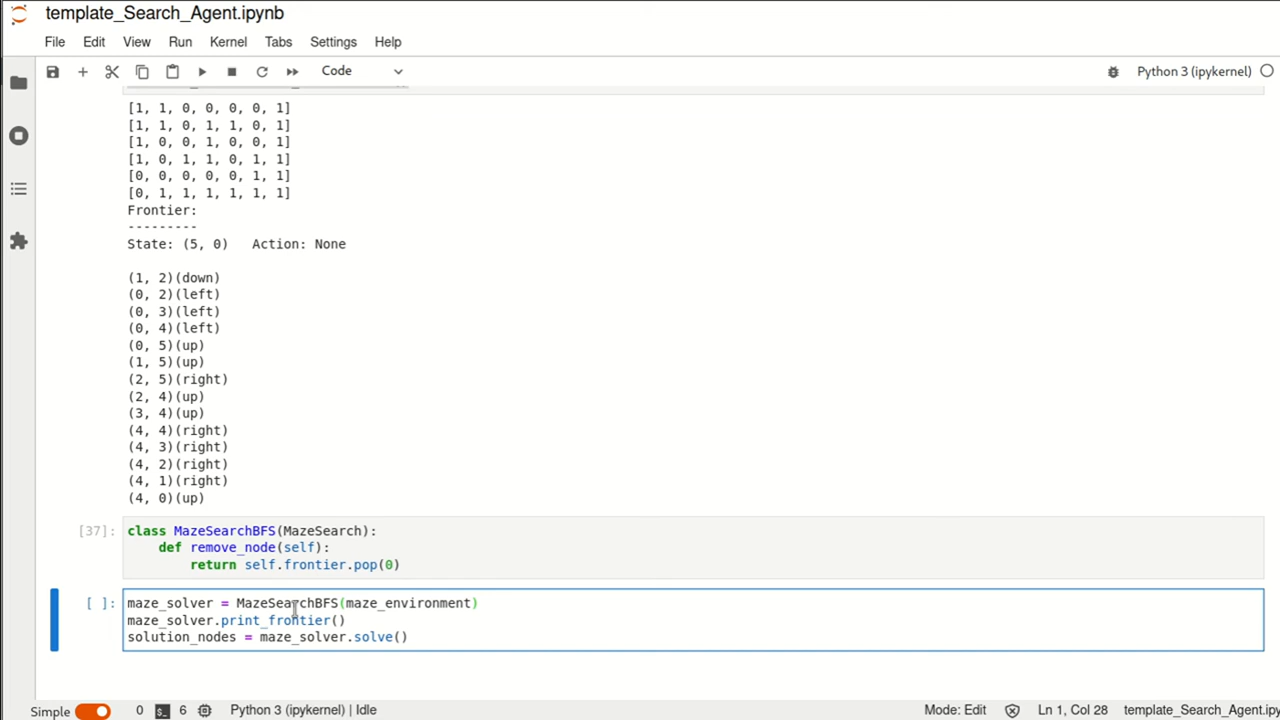 template_Search_Agent.ipynb
File Edit View Run Kernel Tabs Settings Help
Code Python 3 (ipykernel)
[1, 1, 0, 0, 0, 0, 1]
[1, 1, 0, 1, 1, 0, 1]
[1, 0, 0, 1, 0, 0, 1]
[1, 0, 1, 1, 0, 1, 1]
[0, 0, 0, 0, 0, 1, 1]
[0, 1, 1, 1, 1, 1, 1]
Frontier:
---------
State: (5, 0)   Action: None
(1, 2)(down)
(0, 2)(left)
(0, 3)(left)
(0, 4)(left)
(0, 5)(up)
(1, 5)(up)
(2, 5)(right)
(2, 4)(up)
(3, 4)(up)
(4, 4)(right)
(4, 3)(right)
(4, 2)(right)
(4, 1)(right)
(4, 0)(up)
[37]: class MazeSearchBFS(MazeSearch):
    def remove_node(self):
        return self.frontier.pop(0)
[ ]: maze_solver = MazeSearchBFS(maze_environment)
maze_solver.print_frontier()
solution_nodes = maze_solver.solve()
Simple 0 6 Python 3 (ipykernel) | Idle Mode: Edit Ln 1, Col 28 template_Search_Agent.ipy